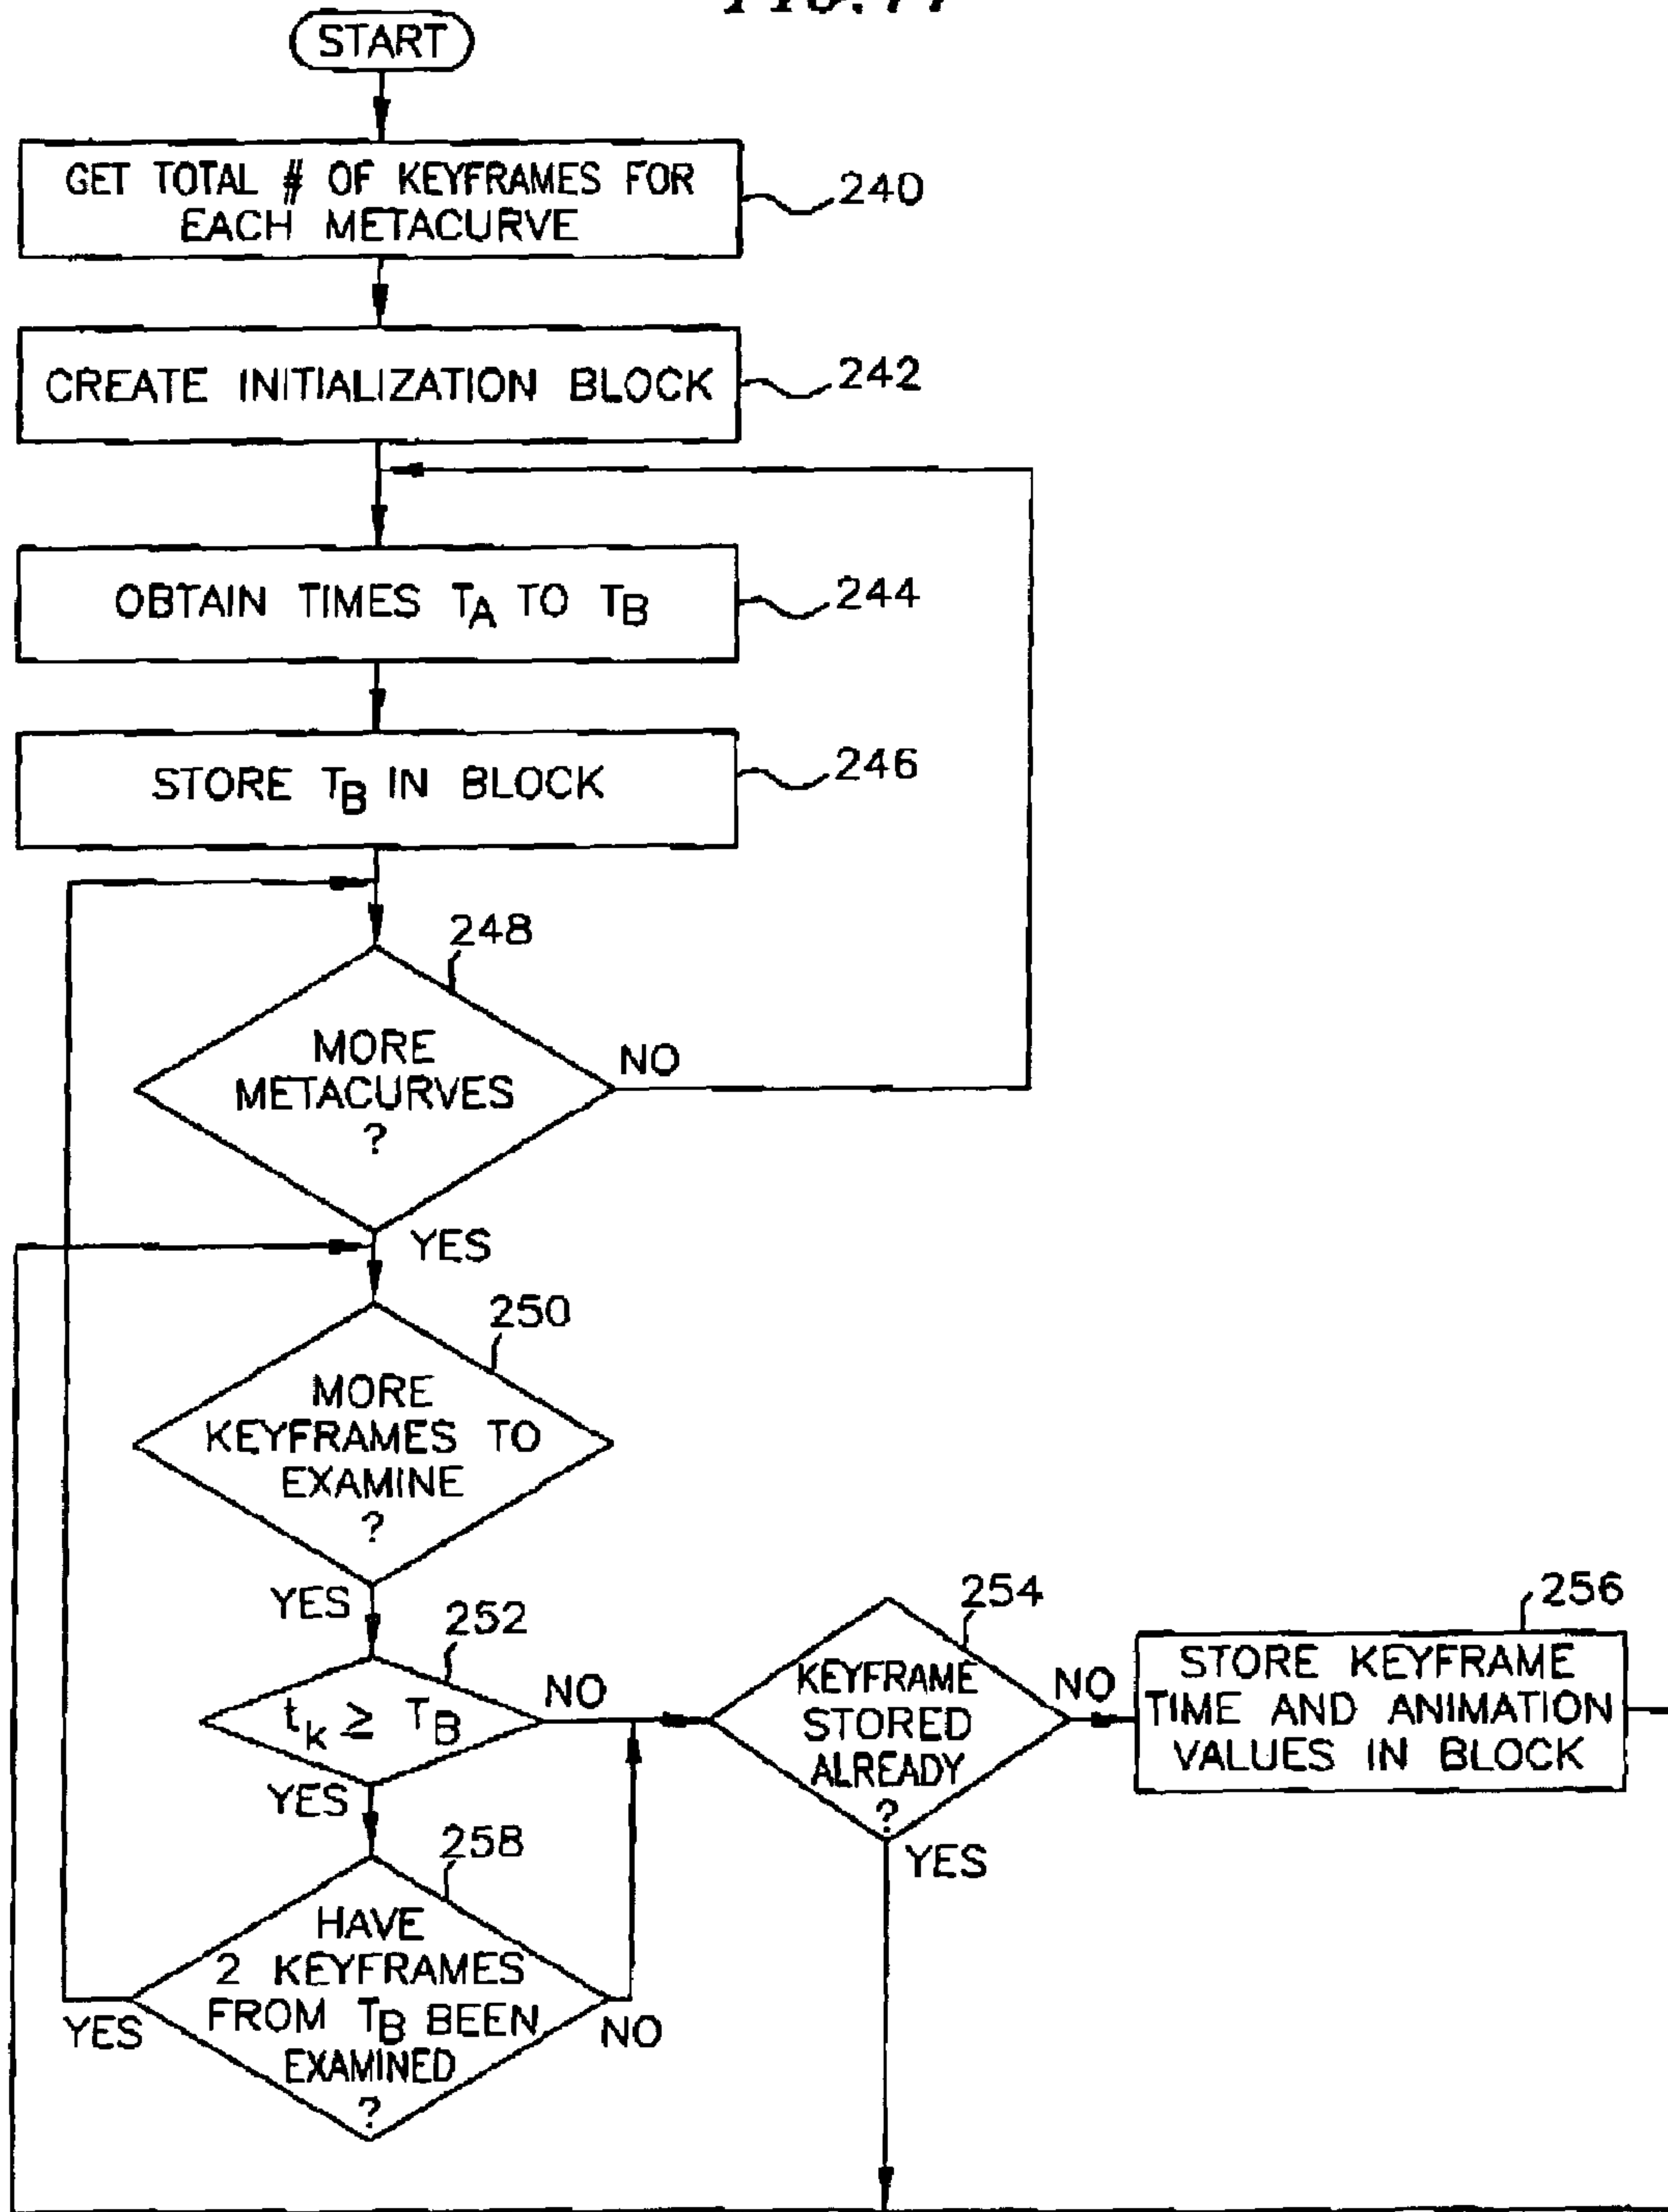 START
GET TOTAL # OF KEYFRAMES FOR
EACH METACURVE
240
CREATE INITIALIZATION BLOCK
242
OBTAIN TIMES TA TO TB
244
STORE TB IN BLOCK
246
248
MORE
METACURVES
?
NO
YES
250
MORE
KEYFRAMES TO
EXAMINE
?
YES
252
tk ≥ TB
NO
YES
254
KEYFRAME
STORED
ALREADY
?
NO
YES
256
STORE KEYFRAME
TIME AND ANIMATION
VALUES IN BLOCK
258
HAVE
2 KEYFRAMES
FROM TB BEEN
EXAMINED
?
YES
NO